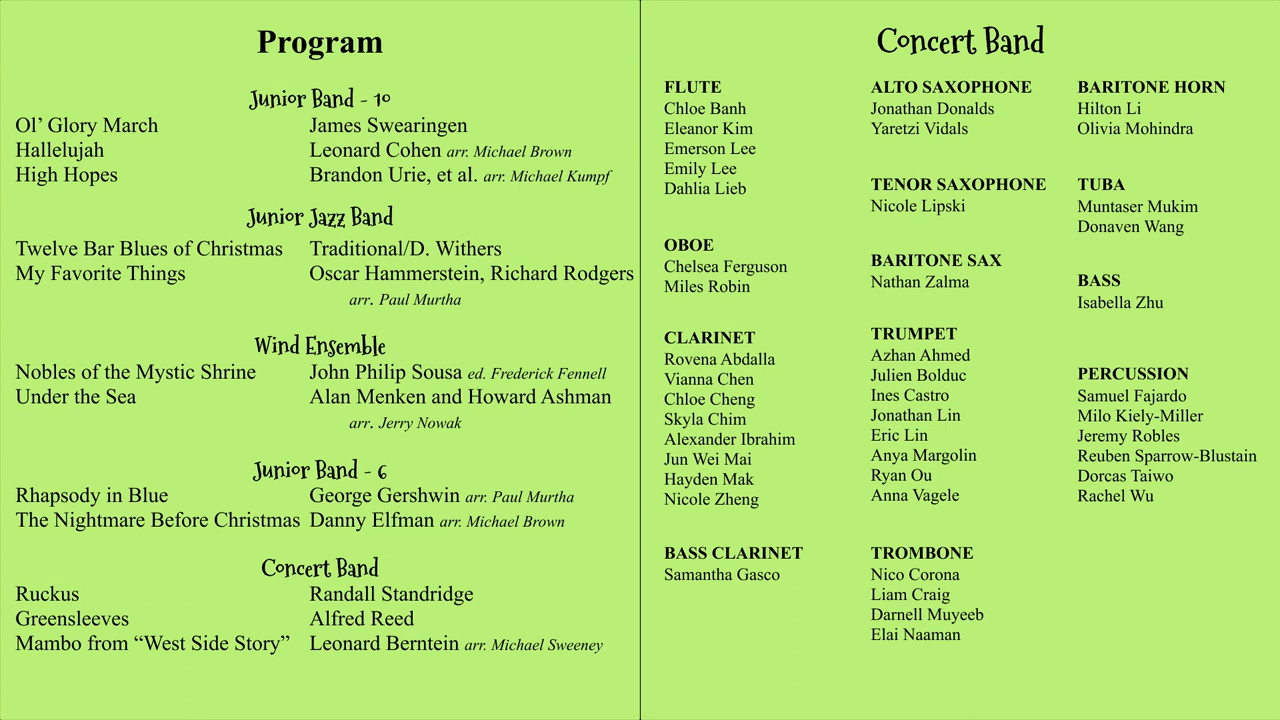 Program
Junior Band - 10
Ol' Glory March James Swearingen
Hallelujah Leonard Cohen arr. Michael Brown
High Hopes Brandon Urie, et al. arr. Michael Kumpf
Junior Jazz Band
Twelve Bar Blues of Christmas Traditional/D. Withers
My Favorite Things Oscar Hammerstein, Richard Rodgers
arr. Paul Murtha
Wind Ensemble
Nobles of the Mystic Shrine John Philip Sousa ed. Frederick Fennell
Under the Sea Alan Menken and Howard Ashman
arr. Jerry Nowak
Junior Band - 6
Rhapsody in Blue George Gershwin arr. Paul Murtha
The Nightmare Before Christmas Danny Elfman arr. Michael Brown
Concert Band
Ruckus Randall Standridge
Greensleeves Alfred Reed
Mambo from “West Side Story” Leonard Berntein arr. Michael Sweeney
Concert Band
FLUTE
Chloe Banh
Eleanor Kim
Emerson Lee
Emily Lee
Dahlia Lieb
OBOE
Chelsea Ferguson
Miles Robin
CLARINET
Rovena Abdalla
Vianna Chen
Chloe Cheng
Skyla Chim
Alexander Ibrahim
Jun Wei Mai
Hayden Mak
Nicole Zheng
BASS CLARINET
Samantha Gasco
ALTO SAXOPHONE
Jonathan Donalds
Yaretzi Vidals
TENOR SAXOPHONE
Nicole Lipski
BARITONE SAX
Nathan Zalma
TRUMPET
Azhan Ahmed
Julien Bolduc
Ines Castro
Jonathan Lin
Eric Lin
Anya Margolin
Ryan Ou
Anna Vagele
TROMBONE
Nico Corona
Liam Craig
Darnell Muyeeb
Elai Naaman
BARITONE HORN
Hilton Li
Olivia Mohindra
TUBA
Muntaser Mukim
Donaven Wang
BASS
Isabella Zhu
PERCUSSION
Samuel Fajardo
Milo Kiely-Miller
Jeremy Robles
Reuben Sparrow-Blustain
Dorcas Taiwo
Rachel Wu